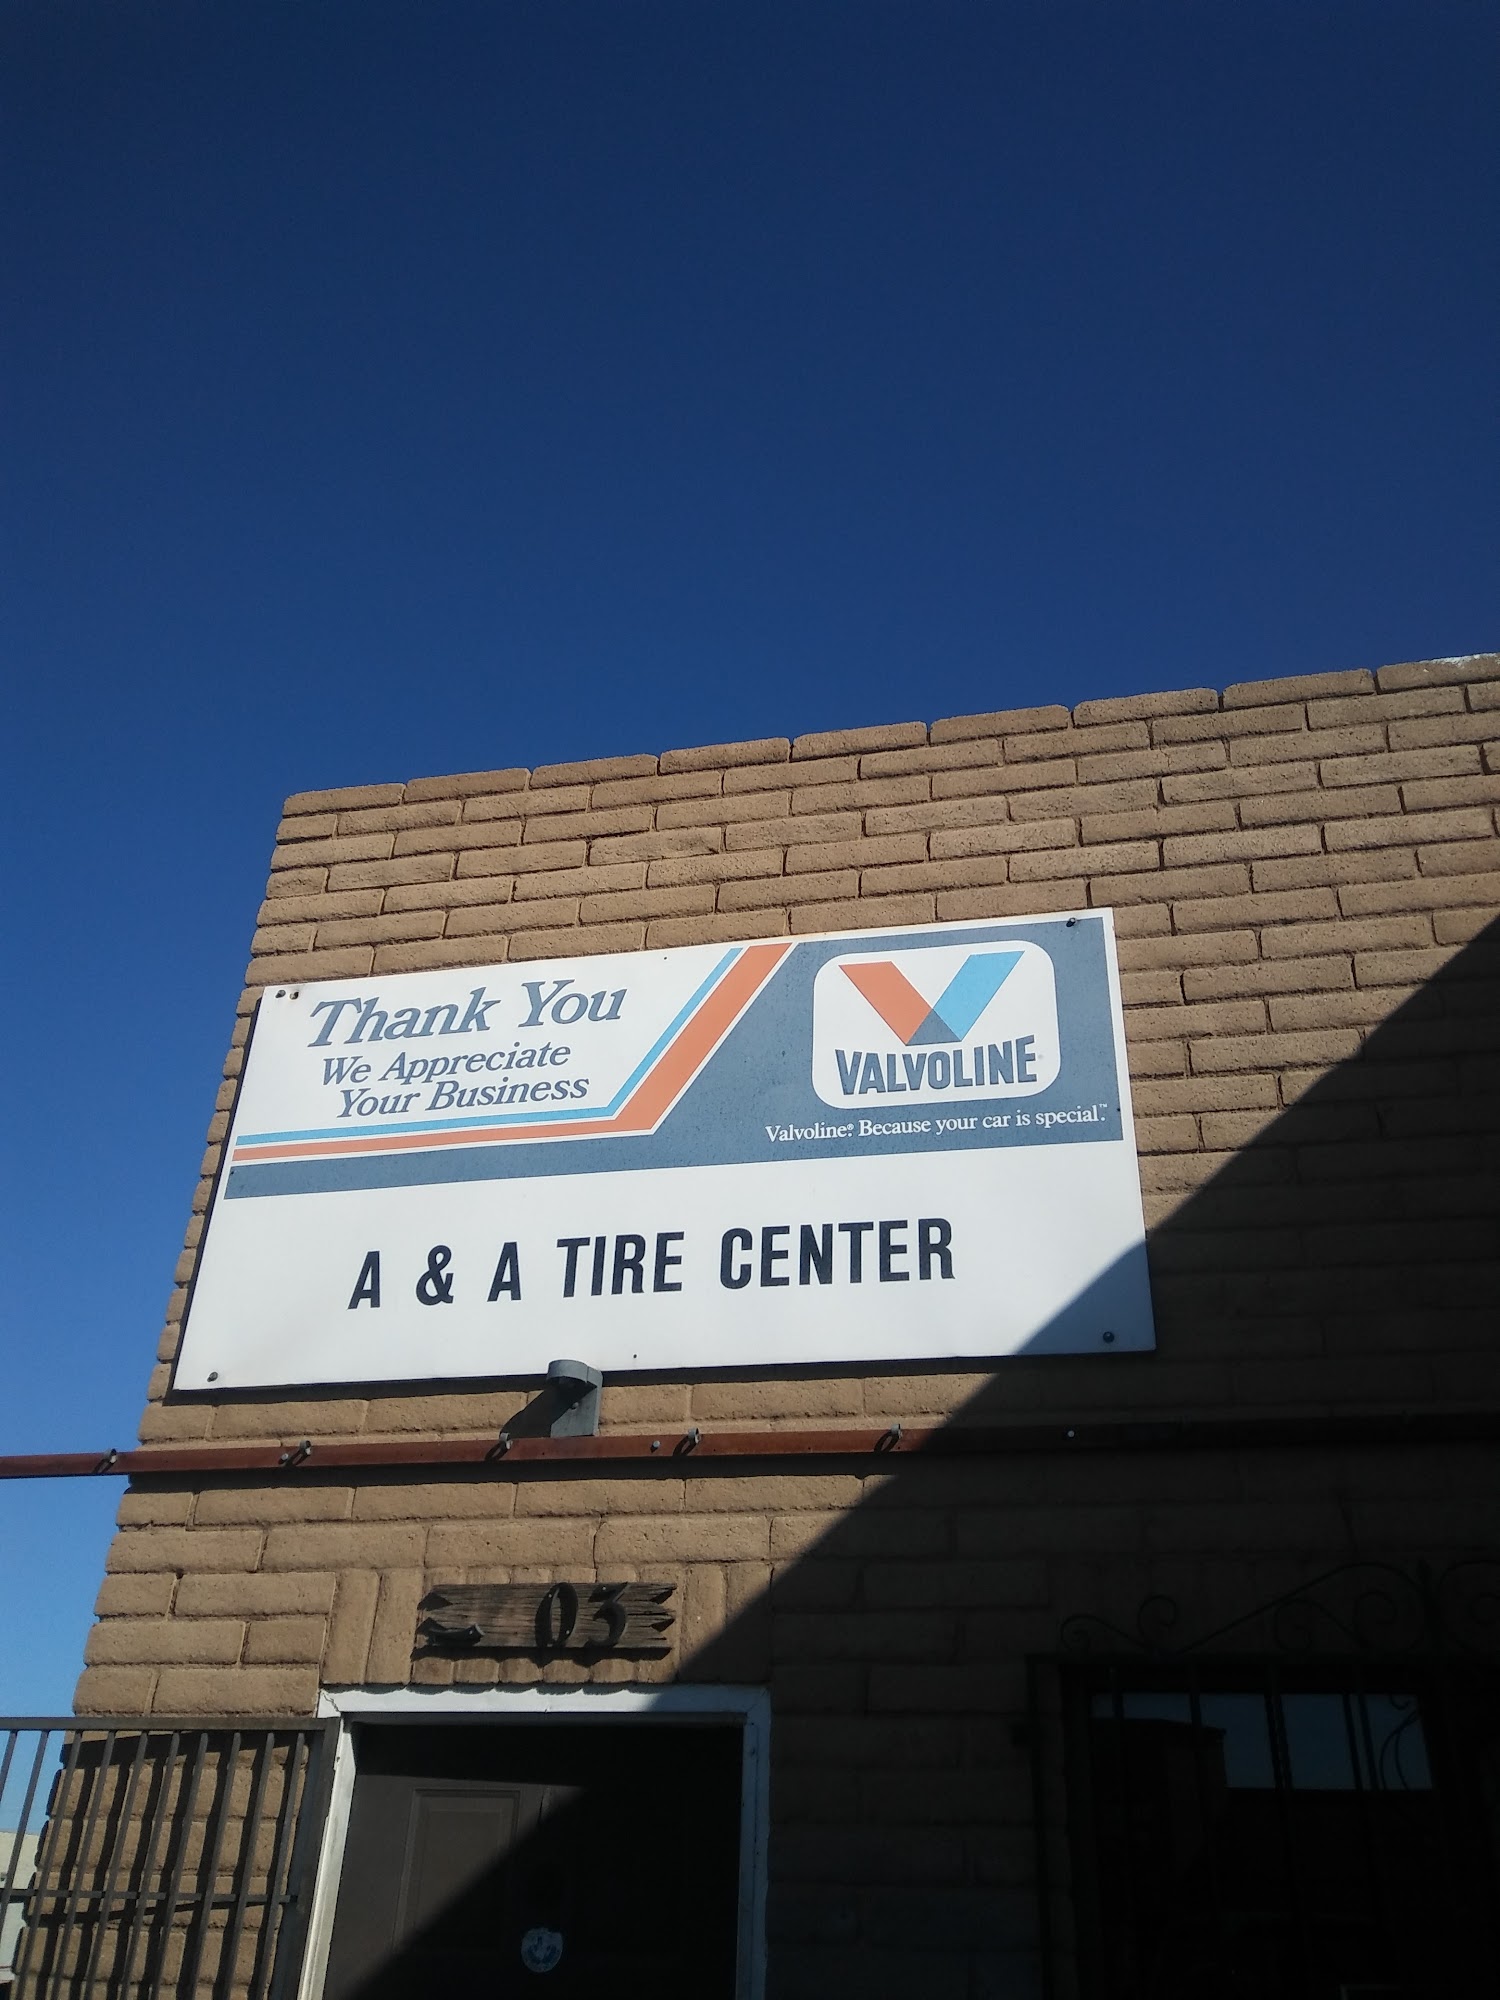 Thank You
We Appreciate
Your Business
VALVOLINE
Valvoline® Because your car is special.™
A & A TIRE CENTER
03